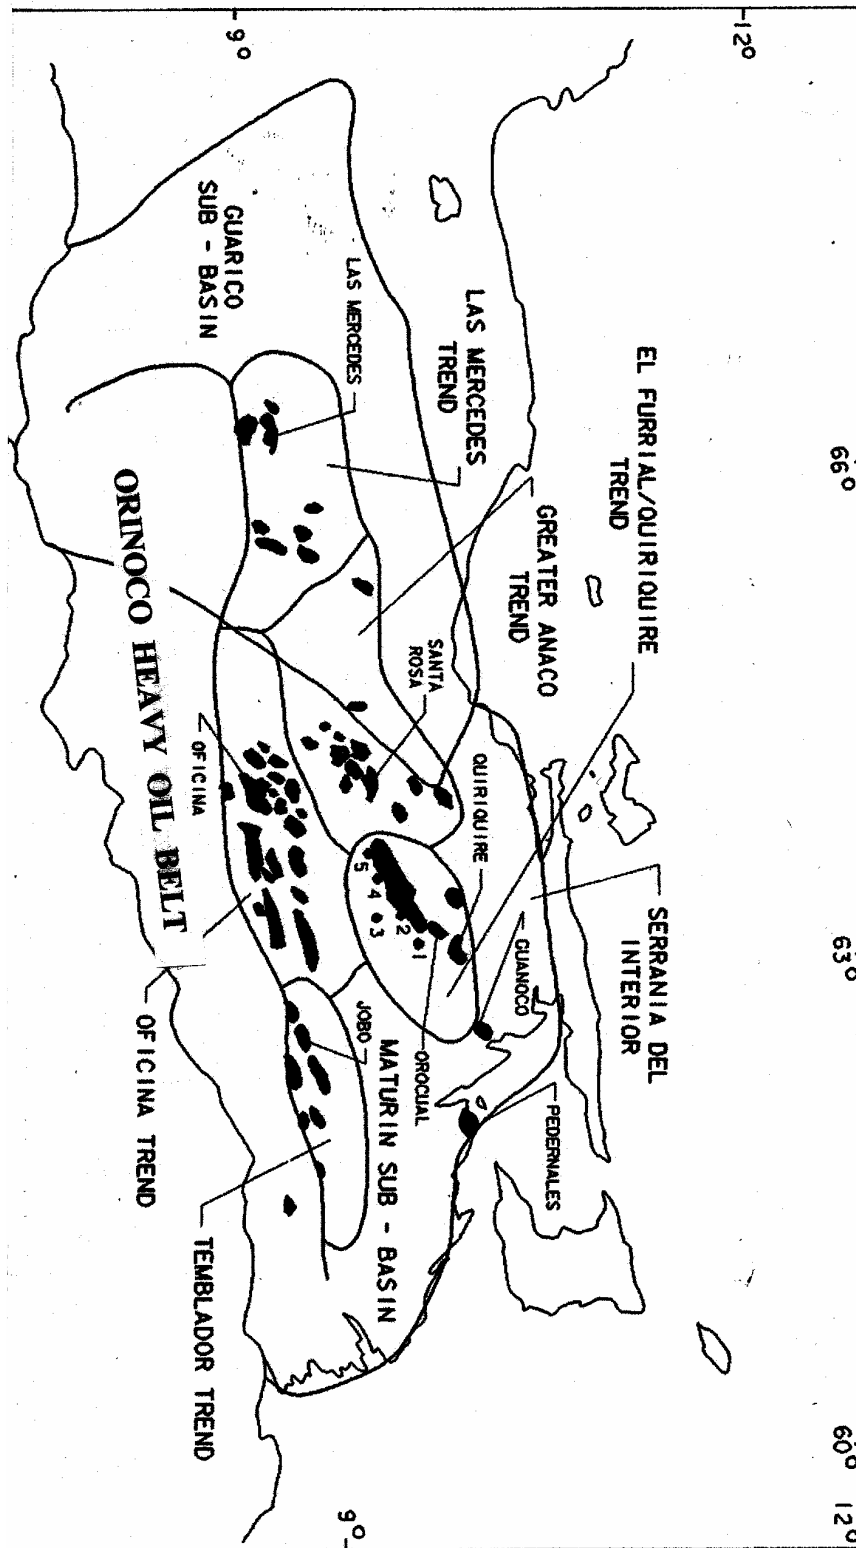 66°
63°
60°
12°
12°
EL FURRIAL/QUIRIQUIRE
TREND
SERRANIA DEL
INTERIOR
GREATER ANACO
TREND
LAS MERCEDES
TREND
PEDERNALES
GUANOCO
QUIRIQUIRE
SANTA
ROSA
OROCUAL
LAS MERCEDES
1
2
3
4
5
MATURIN SUB - BASIN
JOBO
GUARICO
SUB - BASIN
9°
9°
OFICINA
ORINOCO HEAVY OIL BELT
OFICINA TREND
TEMBLADOR TREND